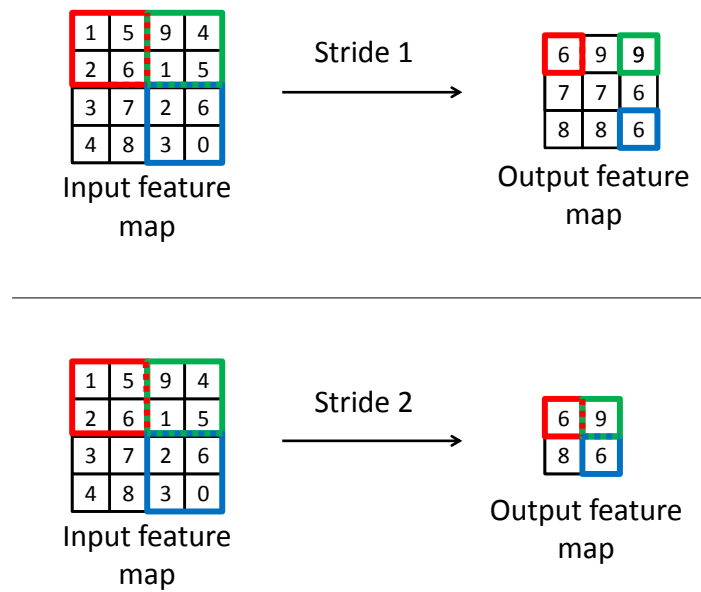 1 5 9 4
2 6 1 5
3 7 2 6
4 8 3 0
Input feature
map
Stride 1
6 9 9
7 7 6
8 8 6
Output feature
map
1 5 9 4
2 6 1 5
3 7 2 6
4 8 3 0
Input feature
map
Stride 2
6 9
8 6
Output feature
map